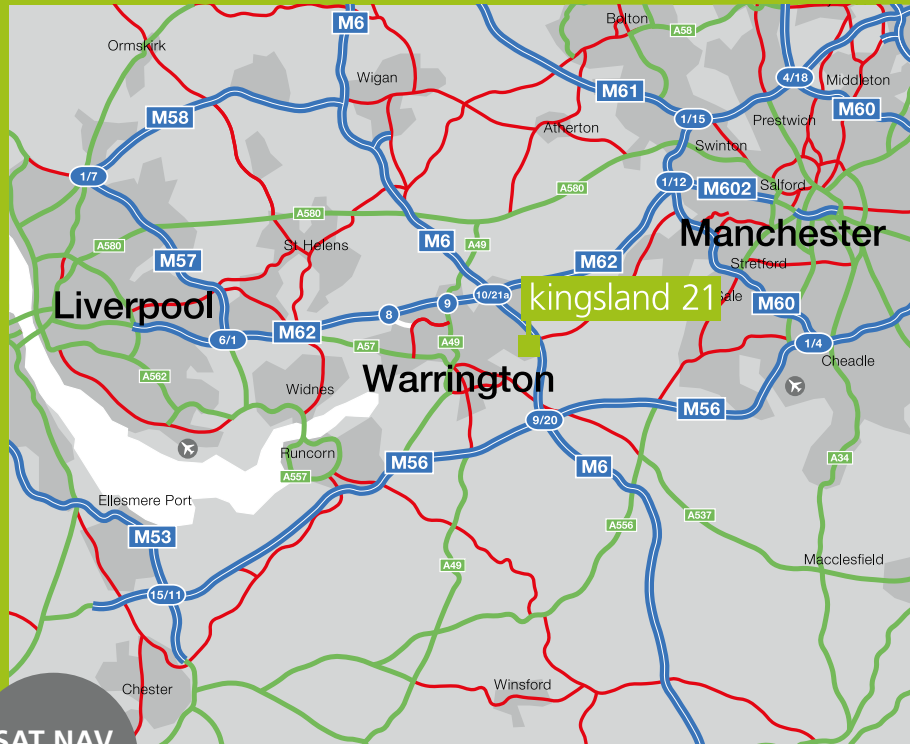 M6
Bolton
A58
Ormskirk
Wigan
4/18
Middleton
M61
M60
M58
1/15
Prestwich
Atherton
Swinton
1/7
1/12
M602
Salford
A580
A580
Manchester
A580
St Helens
M6
A49
M57
M62
Stretford
10/21a
kingsland 21
Sale
Liverpool
9
M60
8
M62
6/1
A57
A49
1/4
Cheadle
A562
Widnes
Warrington
M56
9/20
Runcorn
M56
A557
M6
A34
Ellesmere Port
A537
A556
M53
A49
Macclesfield
15/11
Chester
Winsford
SAT NAV